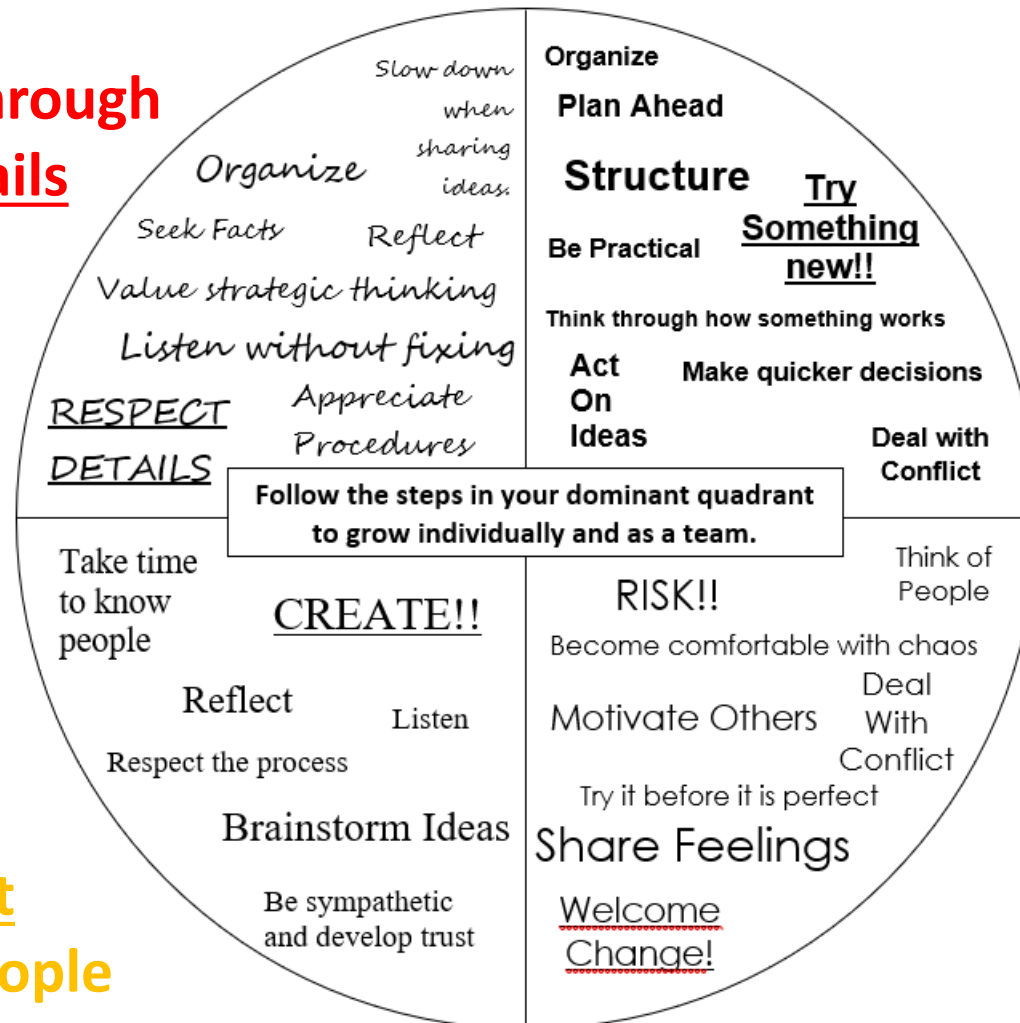 hrough
ails
Slow down
when
sharing
ideas.
Organize
Seek Facts
Reflect
Value strategic thinking
Listen without fixing
RESPECT
DETAILS
Appreciate
Procedures
Organize
Plan Ahead
Structure
Try
Something
new!!
Be Practical
Think through how something works
Act
On
Ideas
Make quicker decisions
Deal with
Conflict
Follow the steps in your dominant quadrant
to grow individually and as a team.
Take time
to know
people
CREATE!!
Reflect
Listen
Respect the process
Brainstorm Ideas
Be sympathetic
and develop trust
t
ople
Think of
People
RISK!!
Become comfortable with chaos
Deal
With
Conflict
Motivate Others
Try it before it is perfect
Share Feelings
Welcome
Change!